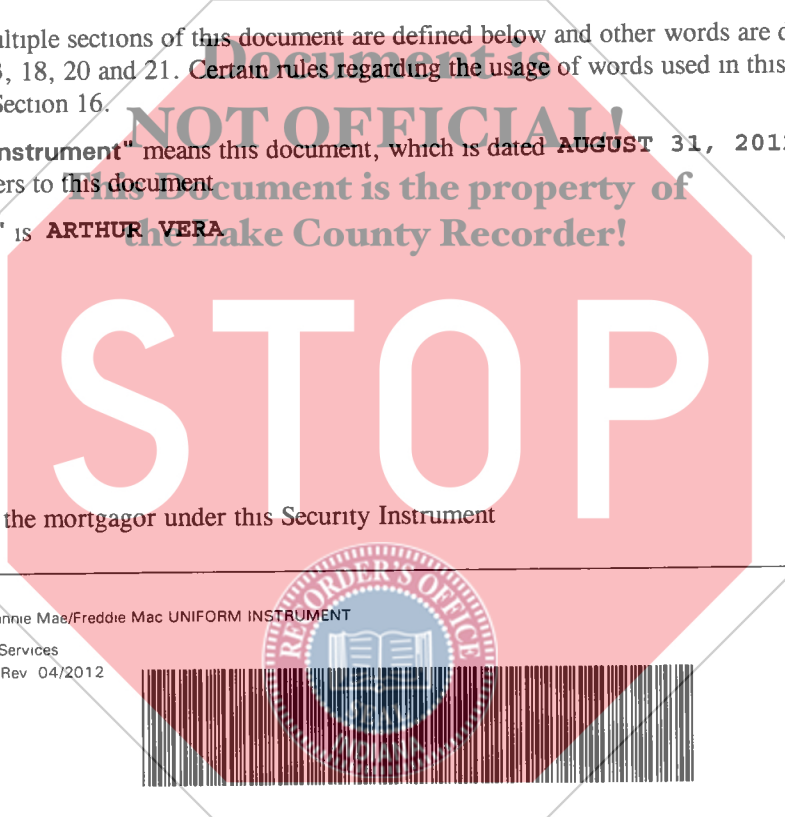 ultiple sections of this document are defined below and other words are
, 18, 20 and 21. Certain rules regarding the usage of words used in this
Section 16.
Document is
NOT OFFICIAL!
This Document is the property of
the Lake County Recorder!
nstrument" means this document, which is dated AUGUST 31, 201
ers to this document
" is ARTHUR VERA
STOP
the mortgagor under this Security Instrument
nnie Mae/Freddie Mac UNIFORM INSTRUMENT
Services
Rev 04/2012
RECORDER'S OFFICE
SEAL
INDIANA